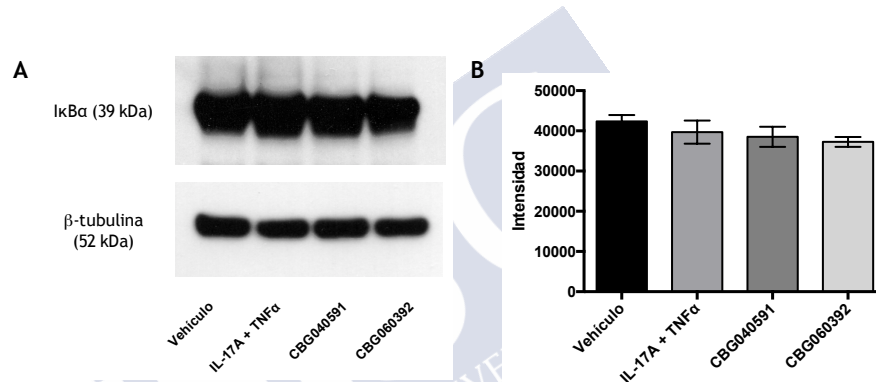 A
IκBα (39 kDa)
β-tubulina
(52 kDa)
Vehículo
IL-17A + TNFα
CBG040591
CBG060392
B
Intensidad
50000
40000
30000
20000
10000
0
Vehículo
IL-17A + TNFα
CBG040591
CBG060392